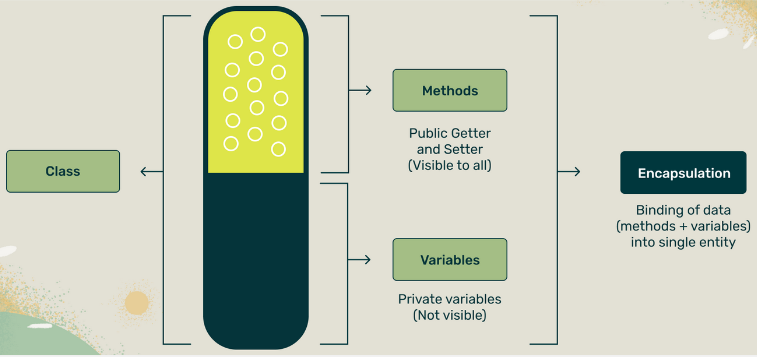 Class
Methods
Public Getter
and Setter
(Visible to all)
Variables
Private variables
(Not visible)
Encapsulation
Binding of data
(methods + variables)
into single entity